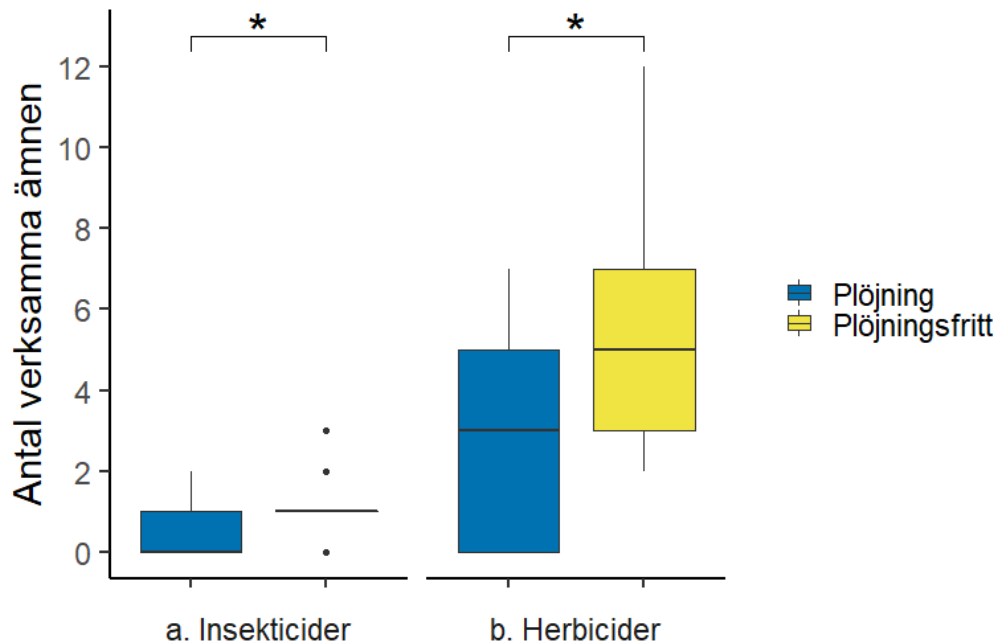 * *
Antal verksamma ämnen
12
10
8
6
4
2
0
Plöjning
Plöjningsfritt
a. Insekticider b. Herbicider